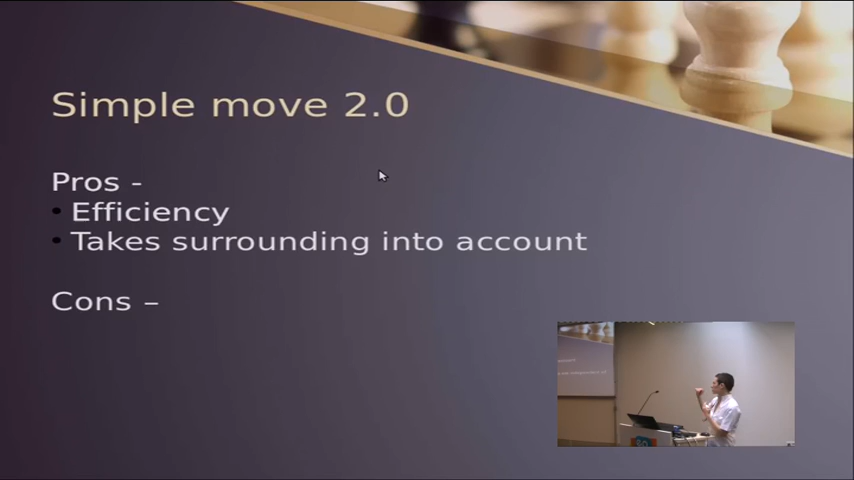 Simple move 2.0
Pros -
• Efficiency
• Takes surrounding into account
Cons –